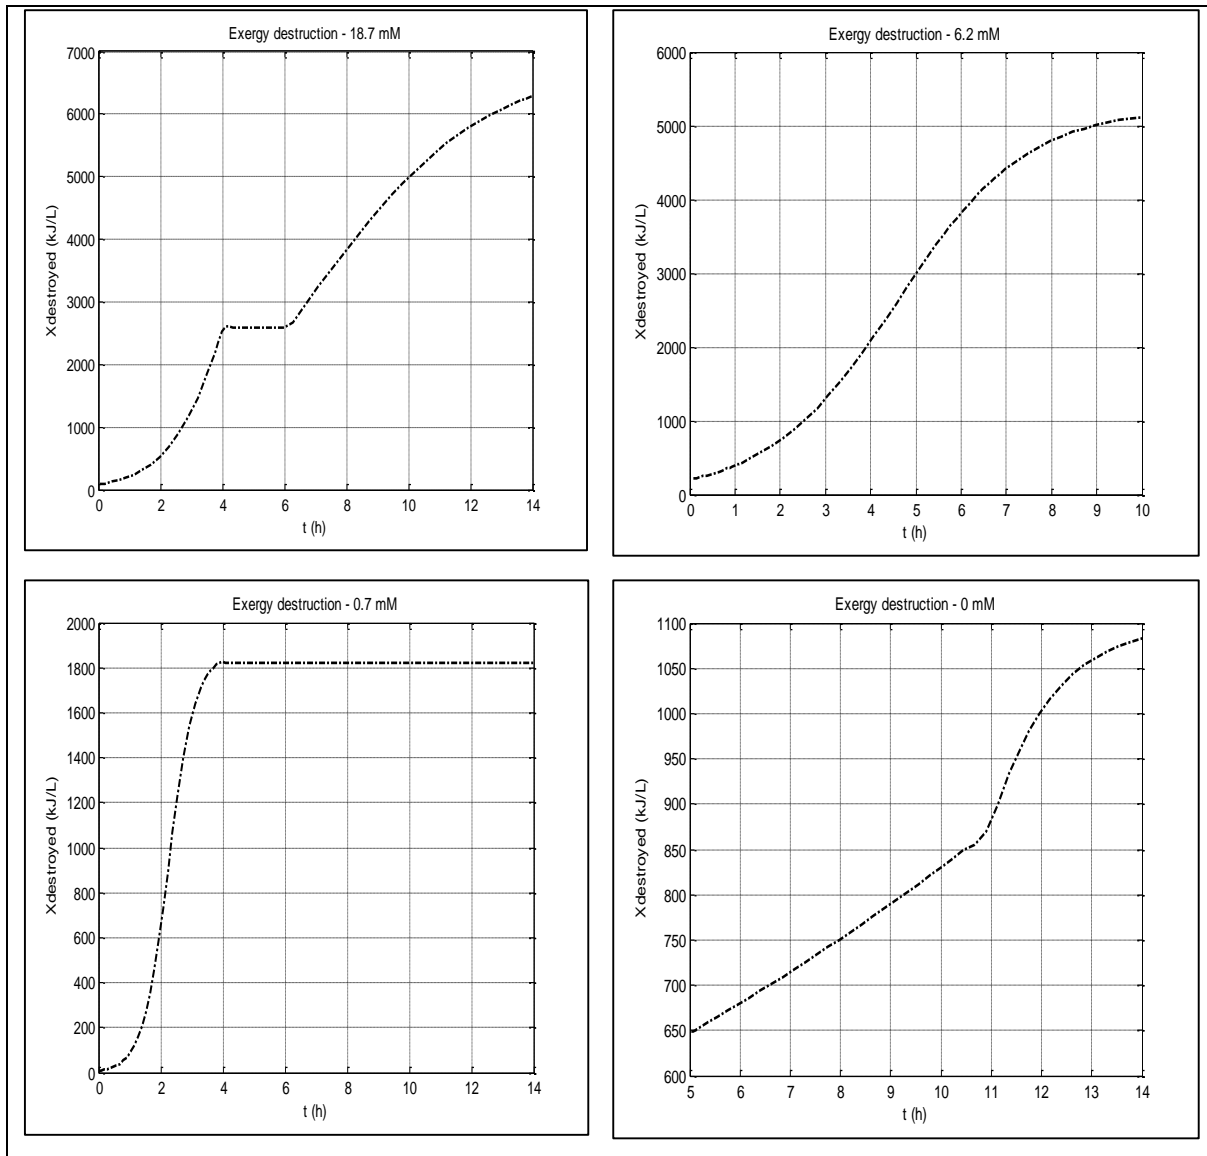 Exergy destruction - 18.7 mM
7000
6000
5000
4000
3000
2000
1000
0
Xdestroyed (kJ/L)
0 2 4 6 8 10 12 14
t (h)
Exergy destruction - 6.2 mM
6000
5000
4000
3000
2000
1000
0
Xdestroyed (kJ/L)
0 1 2 3 4 5 6 7 8 9 10
t (h)
Exergy destruction - 0.7 mM
2000
1800
1600
1400
1200
1000
800
600
400
200
0
Xdestroyed (kJ/L)
0 2 4 6 8 10 12 14
t (h)
Exergy destruction - 0 mM
1100
1050
1000
950
900
850
800
750
700
650
600
Xdestroyed (kJ/L)
5 6 7 8 9 10 11 12 13 14
t (h)